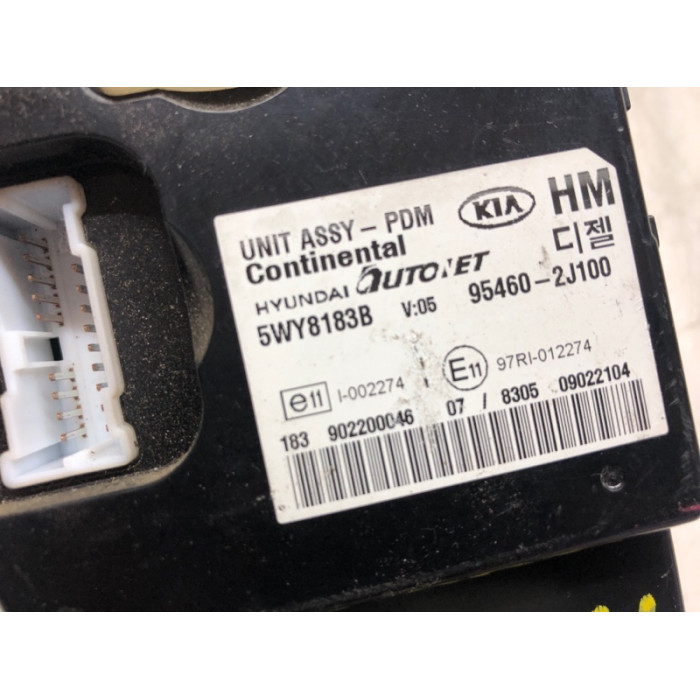 UNIT ASSY - PDM KIA HM
Continental 디젤
HYUNDAI AUTONET
5WY8183B V:05 95460-2J100
e11 I-002274 E11 97RI-012274
183 902200046 07 / 8305 09022104